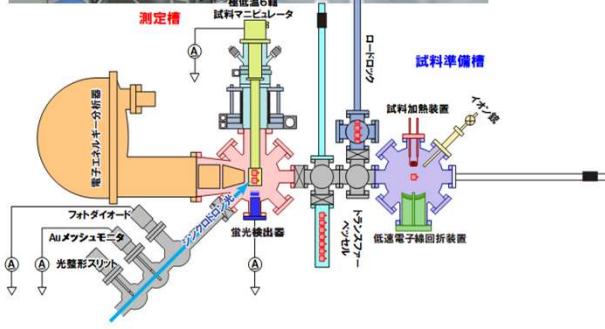 極低温6軸
試料マニピュレータ
測定槽
A
ロードロック
試料準備槽
電子エネルギー分析器
試料加熱装置
イオン銃
フォトダイオード
Auメッシュモニタ
光整形スリット
シンクロトロン光
蛍光検出器
トランスファー
ベッセル
低速電子線回折装置
A
A
A